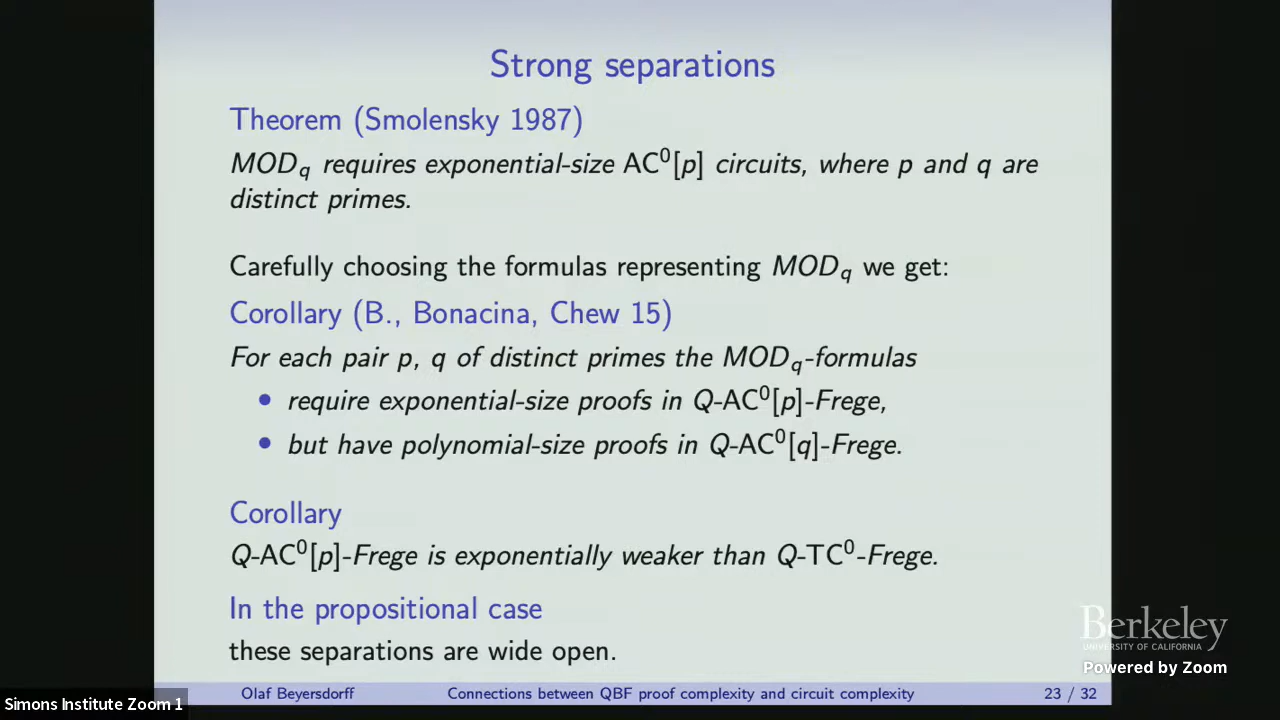 Strong separations
Theorem (Smolensky 1987)
MOD_q requires exponential-size AC⁰[p] circuits, where p and q are
distinct primes.
Carefully choosing the formulas representing MOD_q we get:
Corollary (B., Bonacina, Chew 15)
For each pair p, q of distinct primes the MOD_q-formulas
• require exponential-size proofs in Q-AC⁰[p]-Frege,
• but have polynomial-size proofs in Q-AC⁰[q]-Frege.
Corollary
Q-AC⁰[p]-Frege is exponentially weaker than Q-TC⁰-Frege.
In the propositional case
these separations are wide open.
Berkeley
UNIVERSITY OF CALIFORNIA
Powered by Zoom
Olaf Beyersdorff Connections between QBF proof complexity and circuit complexity 23 / 32
Simons Institute Zoom 1